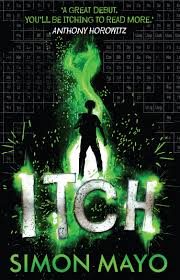 "A GREAT DEBUT.
YOU'LL BE ITCHING TO READ MORE."
ANTHONY HOROWITZ
ITCH
SIMON MAYO